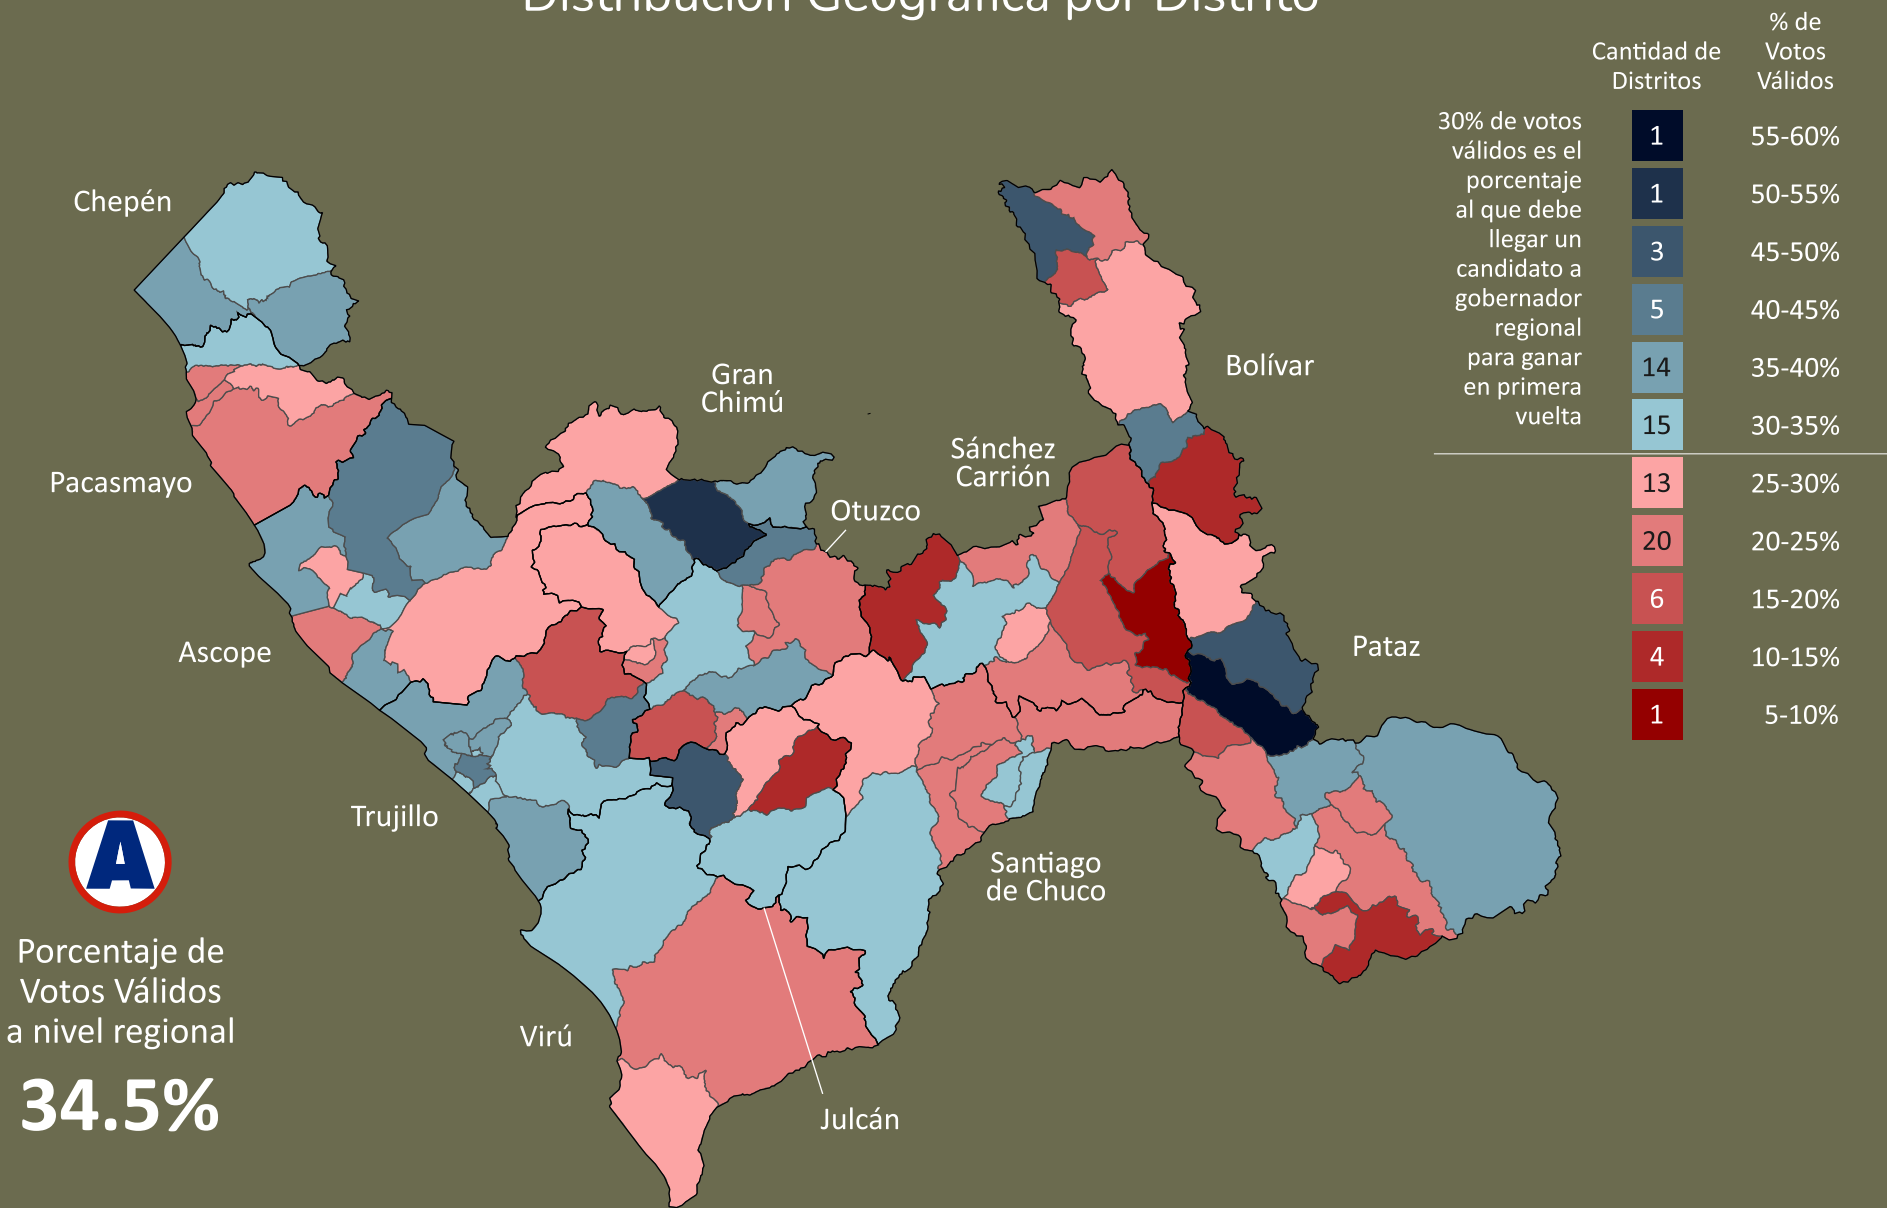 Distribución Geográfica por Distrito
% de
Votos
Válidos
Cantidad de
Distritos
30% de votos
válidos es el
porcentaje
al que debe
llegar un
candidato a
gobernador
regional
para ganar
en primera
vuelta
1 55-60%
1 50-55%
3 45-50%
5 40-45%
14 35-40%
15 30-35%
13 25-30%
20 20-25%
6 15-20%
4 10-15%
1 5-10%
Chepén
Pacasmayo
Ascope
Trujillo
Virú
Gran
Chimú
Otuzco
Sánchez
Carrión
Bolívar
Pataz
Santiago
de Chuco
Julcán
A
Porcentaje de
Votos Válidos
a nivel regional
34.5%